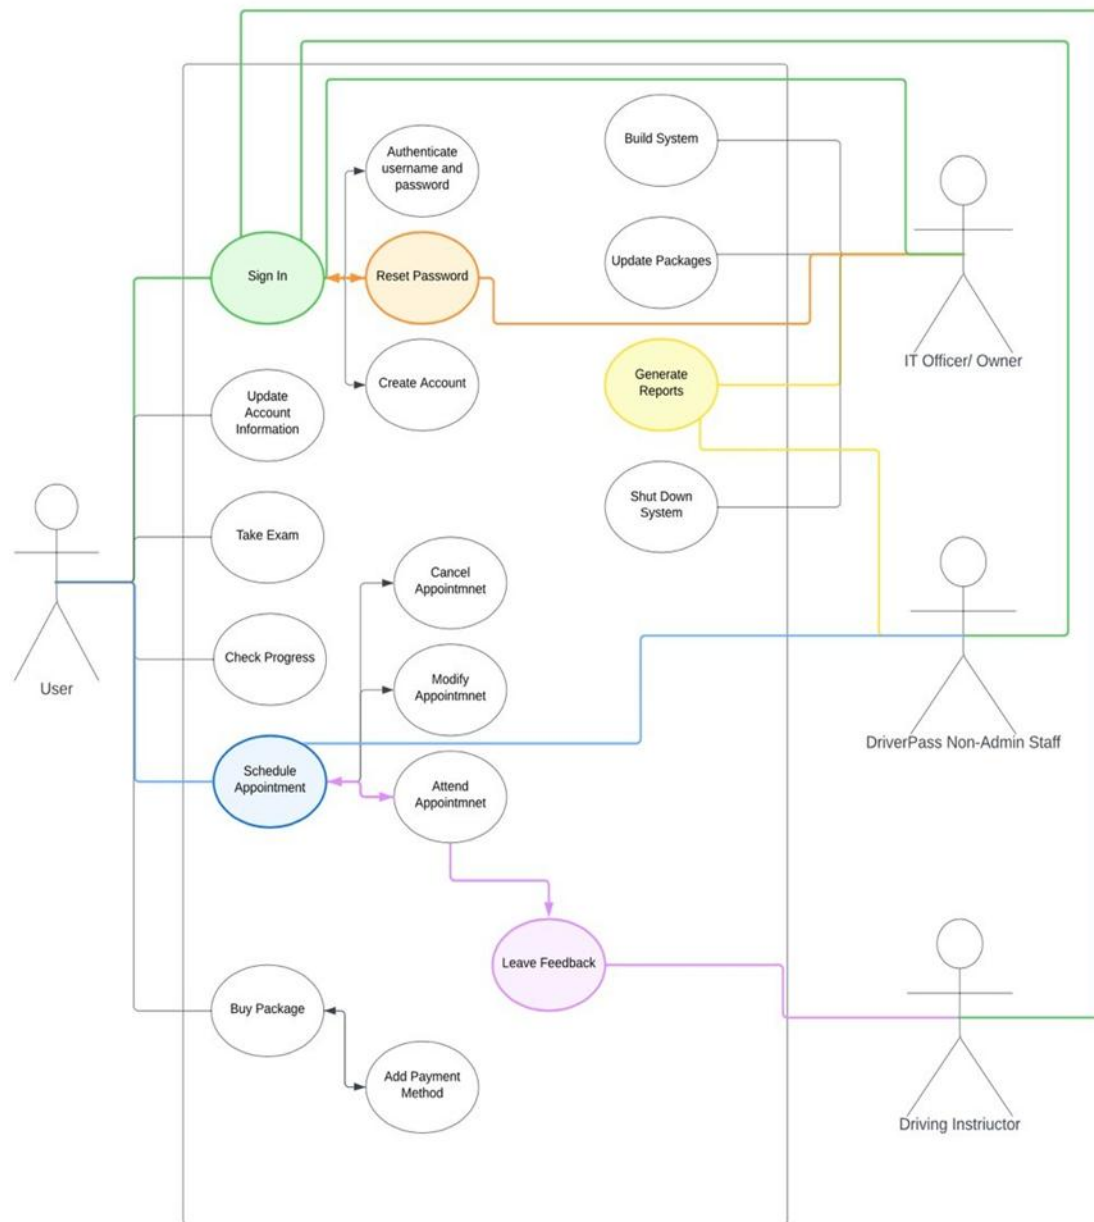 Build System
Authenticate
username and
password
Sign In
Reset Password
Update Packages
IT Officer/ Owner
Create Account
Generate
Reports
Update
Account
Information
Shut Down
System
Take Exam
Cancel
Appointmnet
Check Progress
Modify
Appointmnet
User
DriverPass Non-Admin Staff
Schedule
Appointment
Attend
Appointmnet
Leave Feedback
Buy Package
Add Payment
Method
Driving Instriuctor